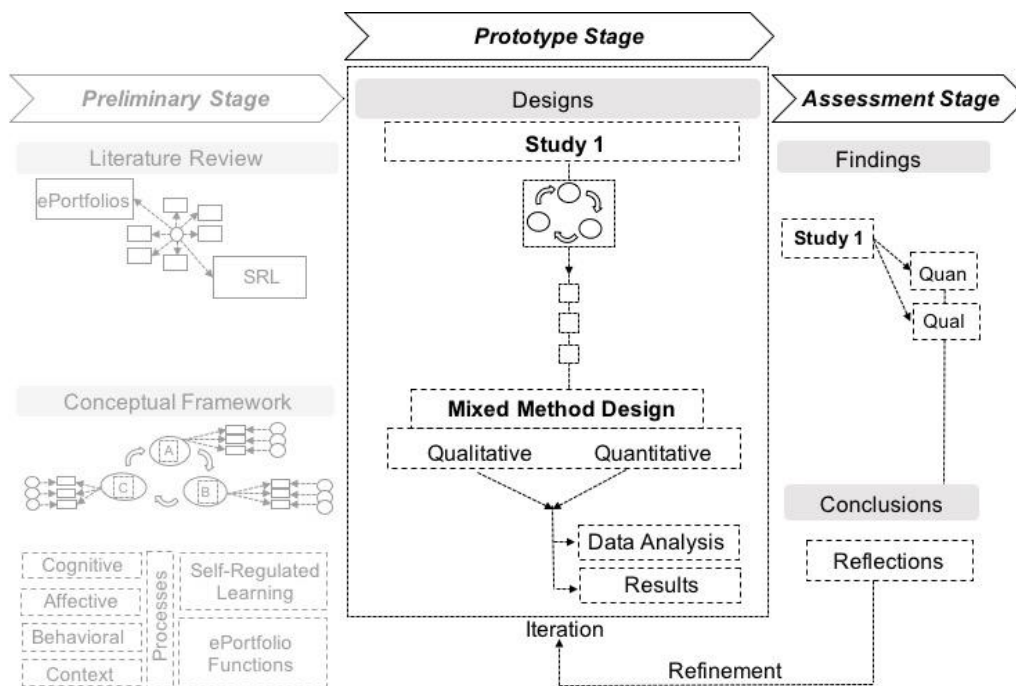 Preliminary Stage
Literature Review
ePortfolios
SRL
Conceptual Framework
A
C
B
Cognitive
Affective
Behavioral
Context
Processes
Self-Regulated
Learning
ePortfolio
Functions
Prototype Stage
Designs
Study 1
Mixed Method Design
Qualitative Quantitative
Data Analysis
Results
Iteration
Refinement
Assessment Stage
Findings
Study 1
Quan
Qual
Conclusions
Reflections